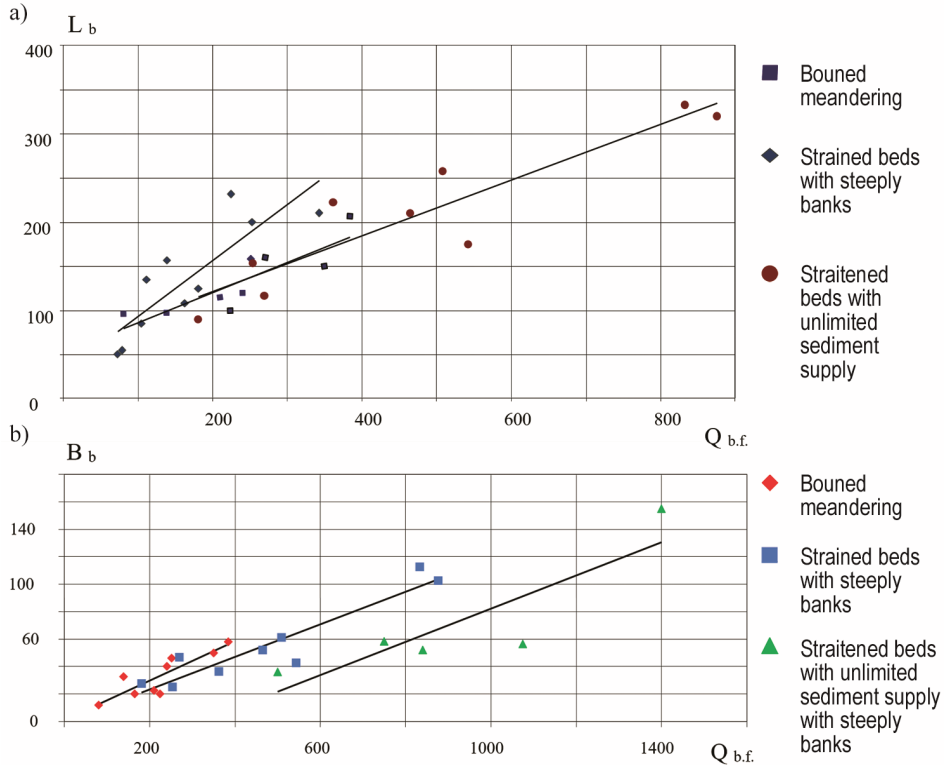 a)
L b
400
300
200
100
0
200
400
600
800
Q b.f.
Bouned
meandering
Strained beds
with steeply
banks
Straitened
beds with
unlimited
sediment
supply
b)
B b
140
100
60
20
0
200
600
1000
1400
Q b.f.
Bouned
meandering
Strained beds
with steeply
banks
Straitened beds
with unlimited
sediment supply
with steeply
banks